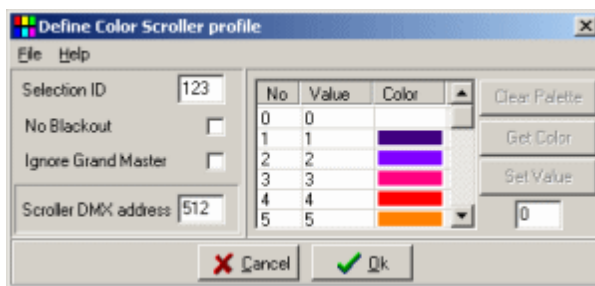 Define Color Scroller profile
File Help
Selection ID 123
No Blackout
Ignore Grand Master
Scroller DMX address 512
No Value Color
0 0
1 1
2 2
3 3
4 4
5 5
Clear Palette
Get Color
Set Value
0
Cancel Ok